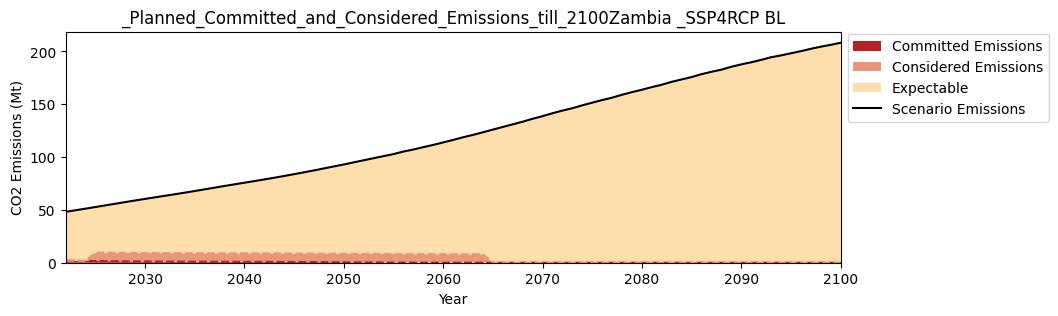 _Planned_Committed_and_Considered_Emissions_till_2100Zambia _SSP4RCP BL
CO2 Emissions (Mt)
200
150
100
50
0
2030 2040 2050 2060 2070 2080 2090 2100
Year
Committed Emissions
Considered Emissions
Expectable
Scenario Emissions